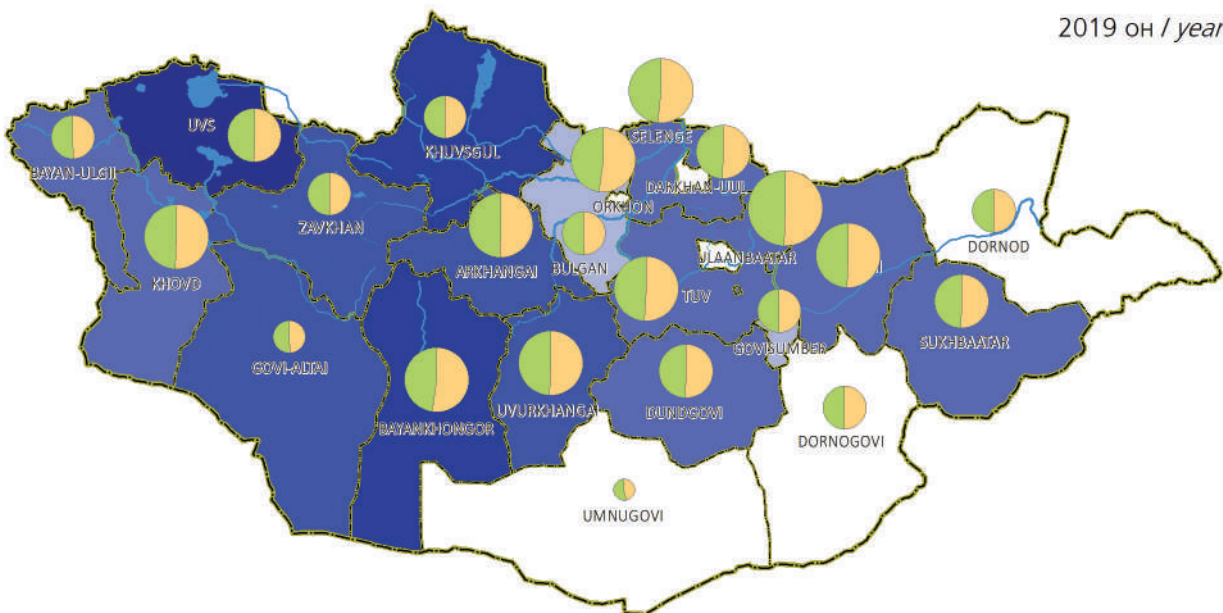 2019 он / year
UVS
KHUVSGUL
SELENGE
BAYAN-ULGII
DARKHAN-UUL
ZAVKHAN
ORKHON
DORNOD
BULGAN
ULAANBAATAR
ARKHANGAI
KHOVD
TUV
SUKHBAATAR
GOVISUMBER
GOVI-ALTAI
UVURKHANGAI
DUNDGOVI
BAYANKHONGOR
DORNOGOVI
UMNUGOVI